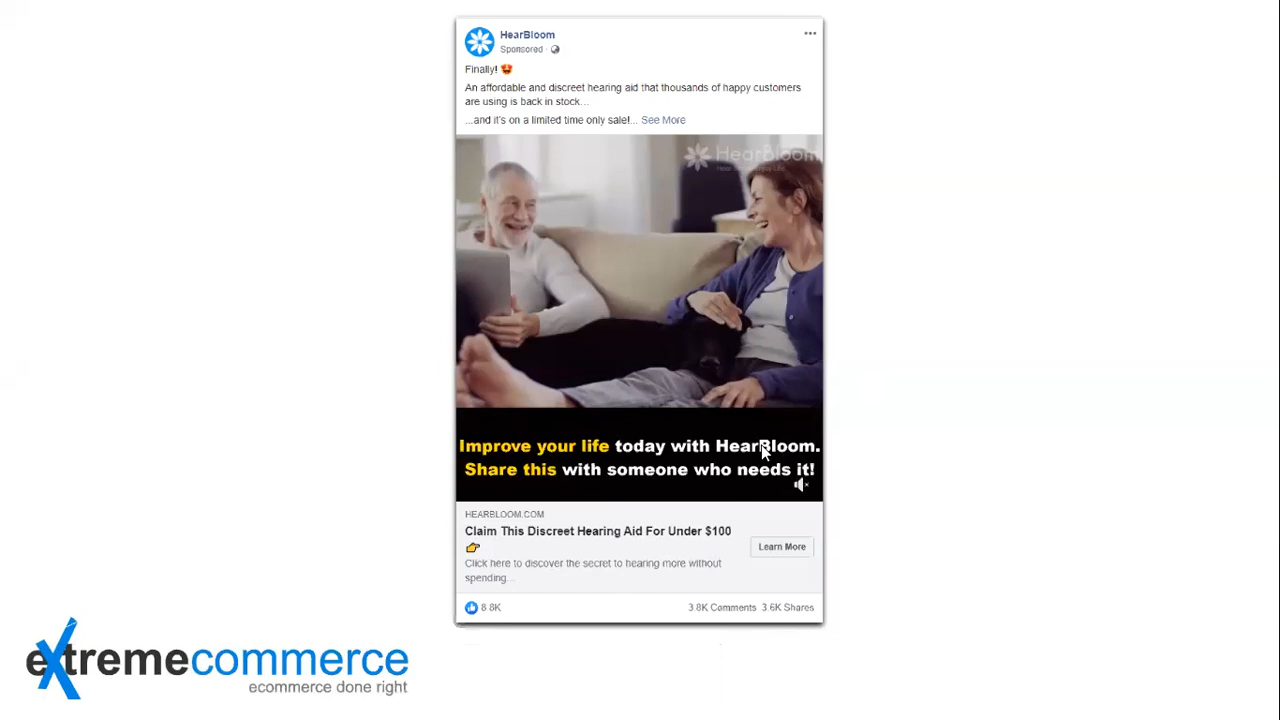 HearBloom
Sponsored ·
Finally! 😍
An affordable and discreet hearing aid that thousands of happy customers
are using is back in stock...
...and it's on a limited time only sale!... See More
HearBloom
Improve your life today with HearBloom.
Share this with someone who needs it!
HEARBLOOM.COM
Claim This Discreet Hearing Aid For Under $100
👉
Learn More
Click here to discover the secret to hearing more without
spending...
8.8K
3.8K Comments 3.6K Shares
extremecommerce
ecommerce done right